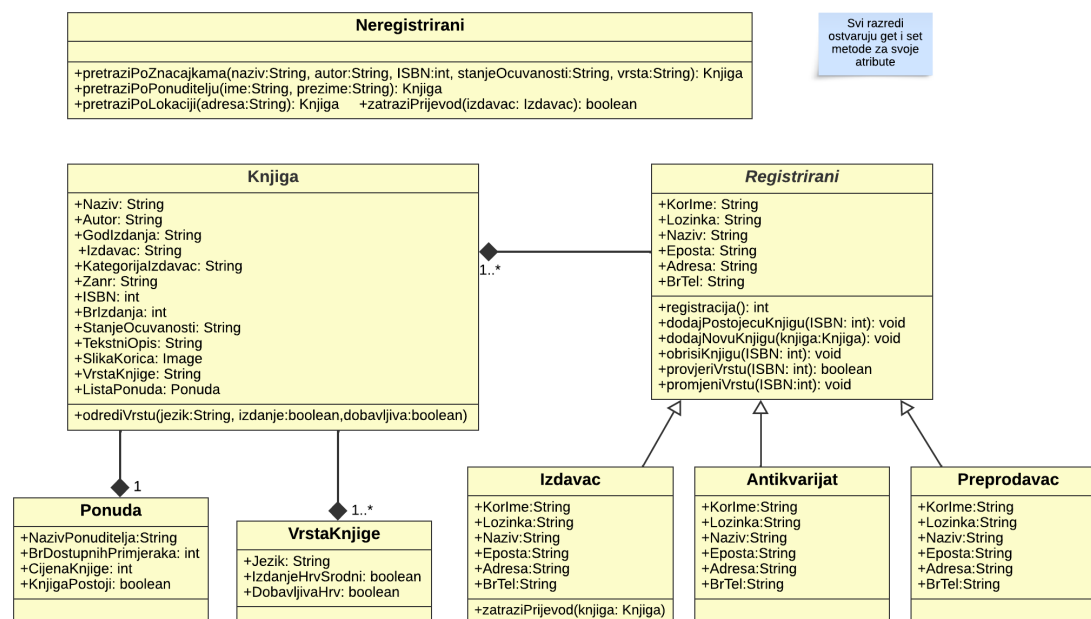 Neregistrirani
+pretraziPoZnacajkama(naziv:String, autor:String, ISBN:int, stanjeOcuvanosti:String, vrsta:String): Knjiga
+pretraziPoPonuditelju(ime:String, prezime:String): Knjiga
+pretraziPoLokaciji(adresa:String): Knjiga +zatraziPrijevod(izdavac: Izdavac): boolean
Svi razredi
ostvaruju get i set
metode za svoje
atribute
Knjiga
+Naziv: String
+Autor: String
+GodIzdanja: String
+Izdavac: String
+KategorijaIzdavac: String
+Zanr: String
+ISBN: int
+BrIzdanja: int
+StanjeOcuvanosti: String
+TekstniOpis: String
+SlikaKorica: Image
+VrstaKnjige: String
+ListaPonuda: Ponuda
+odrediVrstu(jezik:String, izdanje:boolean,dobavljiva:boolean)
1..*
Registrirani
+KorIme: String
+Lozinka: String
+Naziv: String
+Eposta: String
+Adresa: String
+BrTel: String
+registracija(): int
+dodajPostojecuKnjigu(ISBN: int): void
+dodajNovuKnjigu(knjiga:Knjiga): void
+obrisiKnjigu(ISBN: int): void
+provjeriVrstu(ISBN: int): boolean
+promjeniVrstu(ISBN:int): void
1
Ponuda
+NazivPonuditelja:String
+BrDostupnihPrimjeraka: int
+CijenaKnjige: int
+KnjigaPostoji: boolean
1..*
VrstaKnjige
+Jezik: String
+IzdanjeHrvSrodni: boolean
+DobavljivaHrv: boolean
Izdavac
+KorIme:String
+Lozinka:String
+Naziv:String
+Eposta:String
+Adresa:String
+BrTel:String
+zatraziPrijevod(knjiga: Knjiga)
Antikvarijat
+KorIme:String
+Lozinka:String
+Naziv:String
+Eposta:String
+Adresa:String
+BrTel:String
Preprodavac
+KorIme:String
+Lozinka:String
+Naziv:String
+Eposta:String
+Adresa:String
+BrTel:String